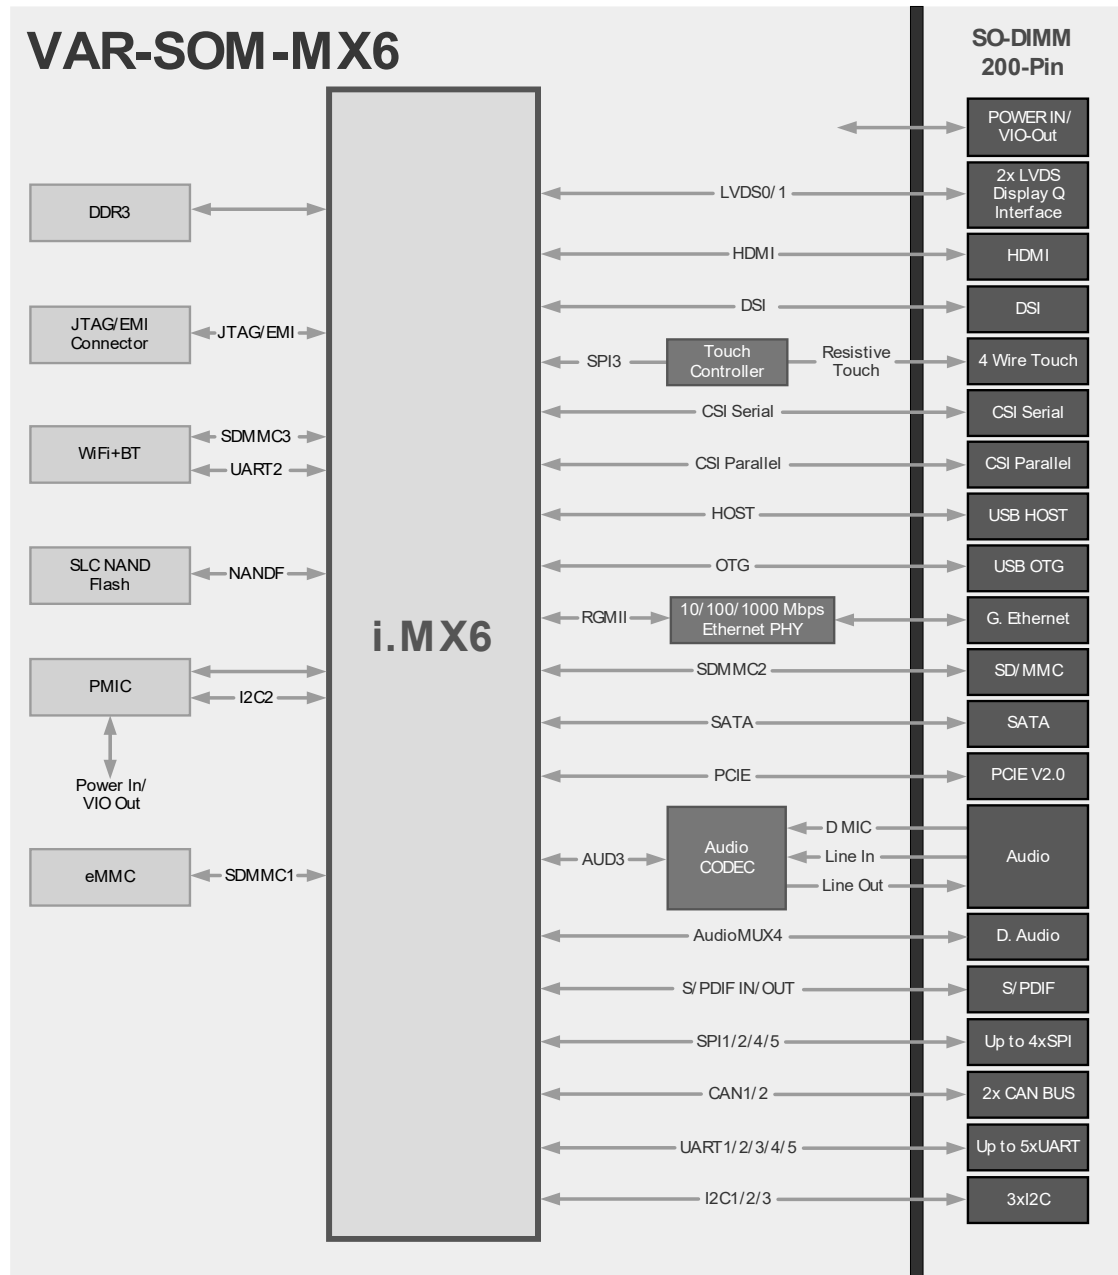 VAR-SOM-MX6
SO-DIMM
200-Pin
POWER IN/
VIO-Out
LVDS0/1
2x LVDS
Display Q
Interface
DDR3
HDMI
HDMI
DSI
DSI
JTAG/EMI
Connector
JTAG/EMI
SPI3
Touch
Controller
Resistive
Touch
4 Wire Touch
CSI Serial
CSI Serial
WiFi+BT
SDMMC3
UART2
CSI Parallel
CSI Parallel
HOST
USB HOST
SLC NAND
Flash
NANDF
OTG
USB OTG
i.MX6
RGMII
10/100/1000 Mbps
Ethernet PHY
G. Ethernet
PMIC
I2C2
SDMMC2
SD/MMC
SATA
SATA
Power In/
VIO Out
PCIE
PCIE V2.0
eMMC
SDMMC1
AUD3
Audio
CODEC
D MIC
Line In
Line Out
Audio
AudioMUX4
D. Audio
S/PDIF IN/OUT
S/PDIF
SPI1/2/4/5
Up to 4xSPI
CAN1/2
2x CAN BUS
UART1/2/3/4/5
Up to 5xUART
I2C1/2/3
3xI2C